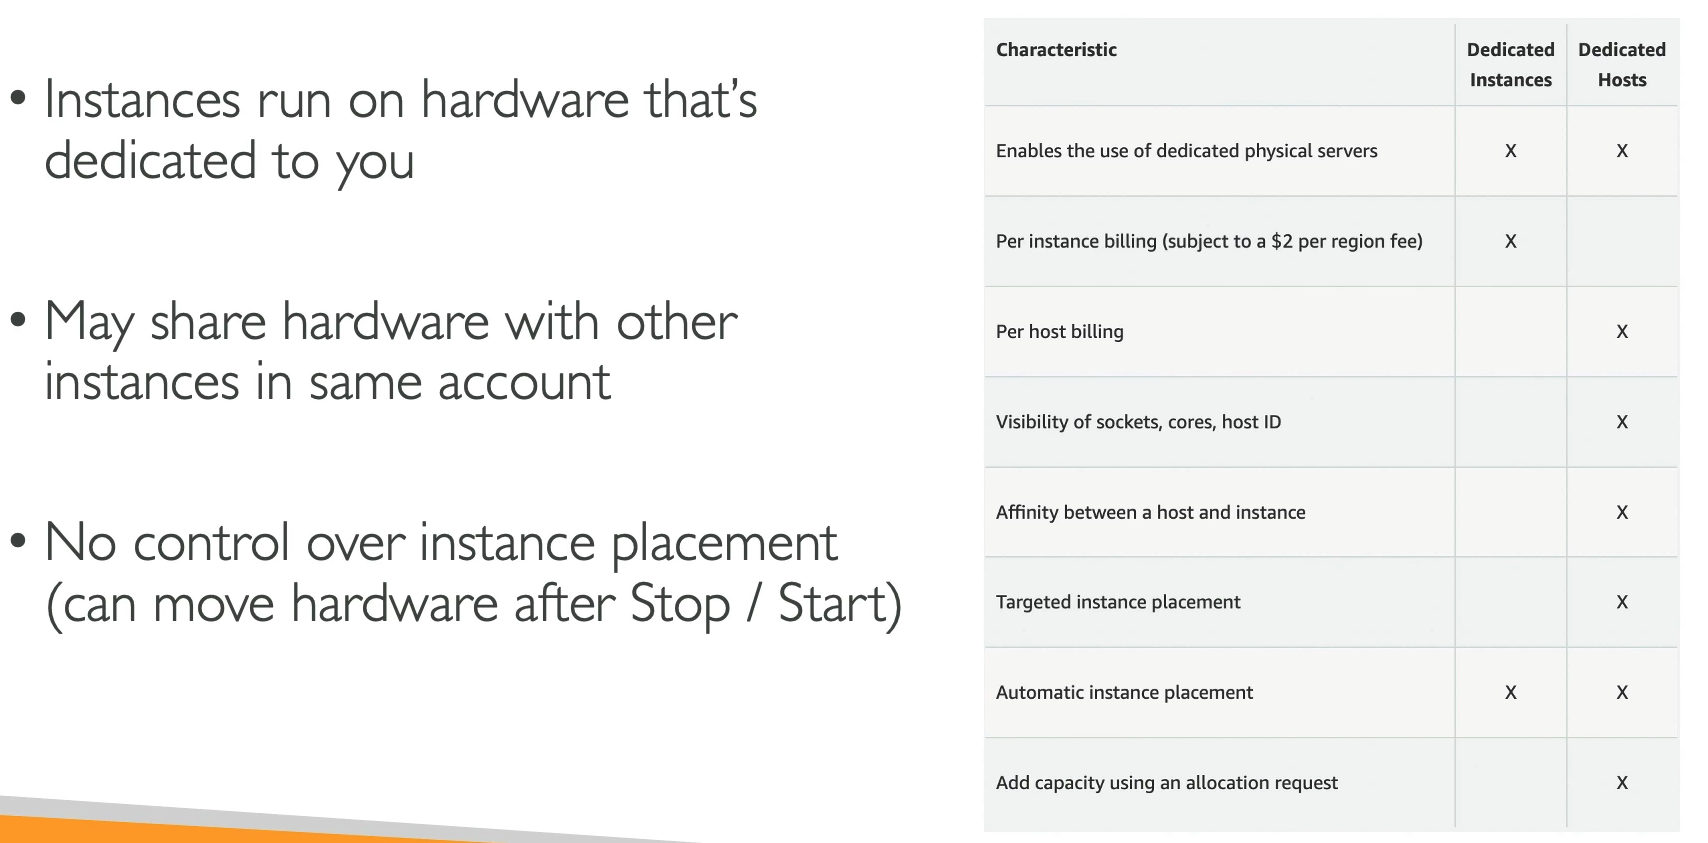 • Instances run on hardware that's
dedicated to you
• May share hardware with other
instances in same account
• No control over instance placement
(can move hardware after Stop / Start)
Characteristic Dedicated Instances Dedicated Hosts
Enables the use of dedicated physical servers X X
Per instance billing (subject to a $2 per region fee) X
Per host billing X
Visibility of sockets, cores, host ID X
Affinity between a host and instance X
Targeted instance placement X
Automatic instance placement X X
Add capacity using an allocation request X